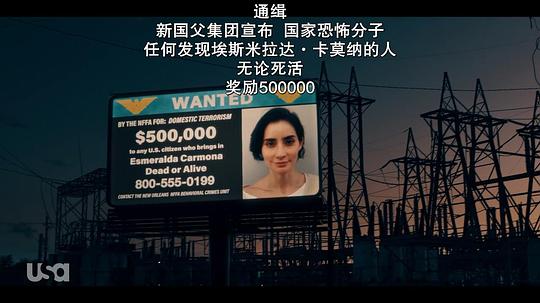 通缉
新国父集团宣布 国家恐怖分子
任何发现埃斯米拉达·卡莫纳的人
无论死活
奖励500000
WANTED
BY THE NFFA FOR: DOMESTIC TERRORISM
$500,000
to any U.S. citizen who brings in
Esmeralda Carmona
Dead or Alive
800-555-0199
CONTACT THE NEW ORLEANS NFFA BEHAVIORAL CRIMES UNIT
usa